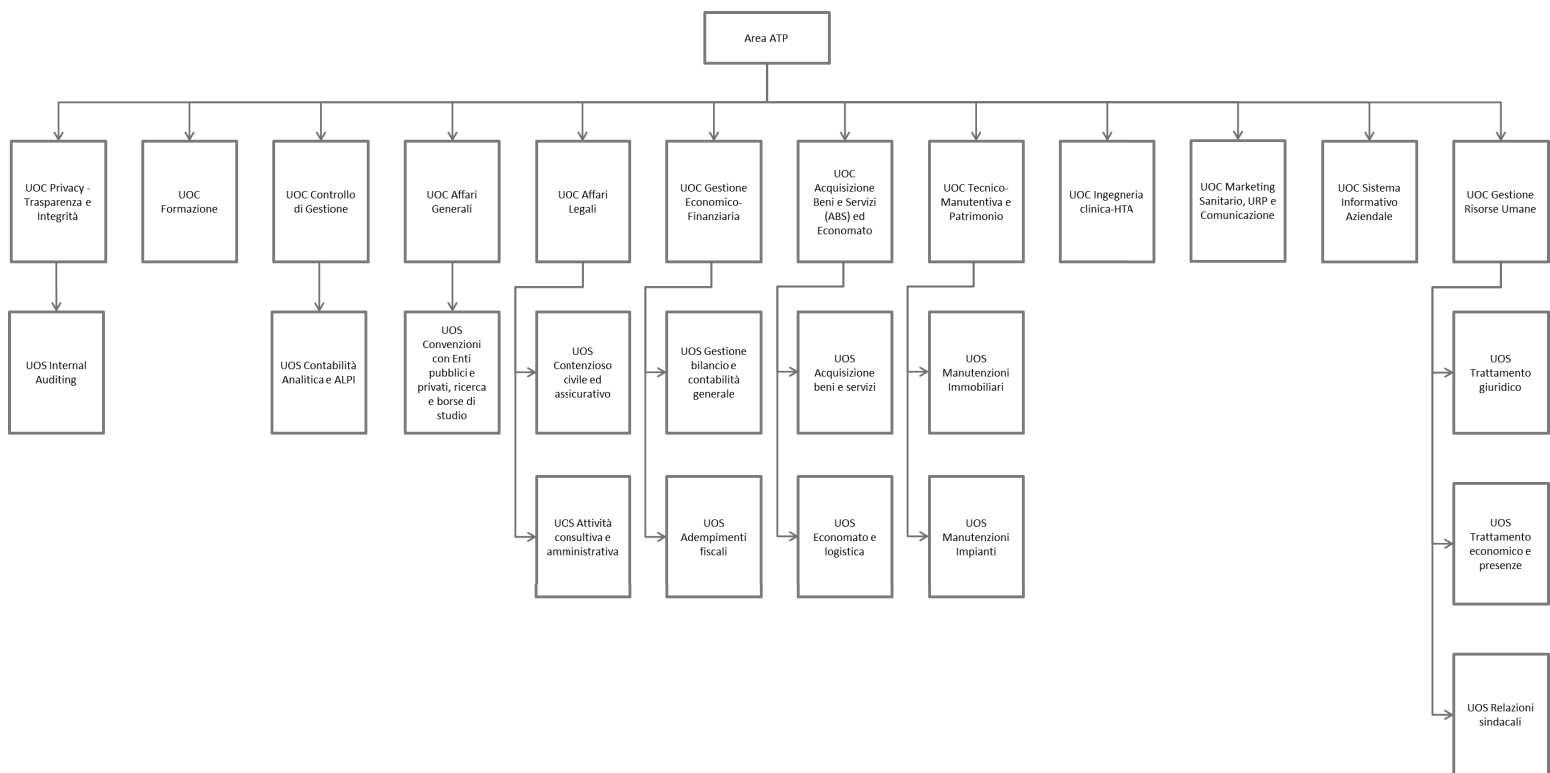 Area ATP
UOC Privacy -
Trasparenza e
Integrità
UOC
Formazione
UOC Controllo
di Gestione
UOC Affari
Generali
UOC Affari
Legali
UOC Gestione
Economico-
Finanziaria
UOC
Acquisizione
Beni e Servizi
(ABS) ed
Economato
UOC Tecnico-
Manutentiva e
Patrimonio
UOC Ingegneria
clinica-HTA
UOC Marketing
Sanitario, URP e
Comunicazione
UOC Sistema
Informativo
Aziendale
UOC Gestione
Risorse Umane
UOS Internal
Auditing
UOS Contabilità
Analitica e ALPI
UOS
Convenzioni
con Enti
pubblici e
privati, ricerca
e borse di
studio
UOS
Contenzioso
civile ed
assicurativo
UOS Gestione
bilancio e
contabilità
generale
UOS
Acquisizione
beni e servizi
UOS
Manutenzioni
Immobiliari
UOS
Trattamento
giuridico
UOS Attività
consultiva e
amministrativa
UOS
Adempimenti
fiscali
UOS
Economato e
logistica
UOS
Manutenzioni
Impianti
UOS
Trattamento
economico e
presenze
UOS Relazioni
sindacali